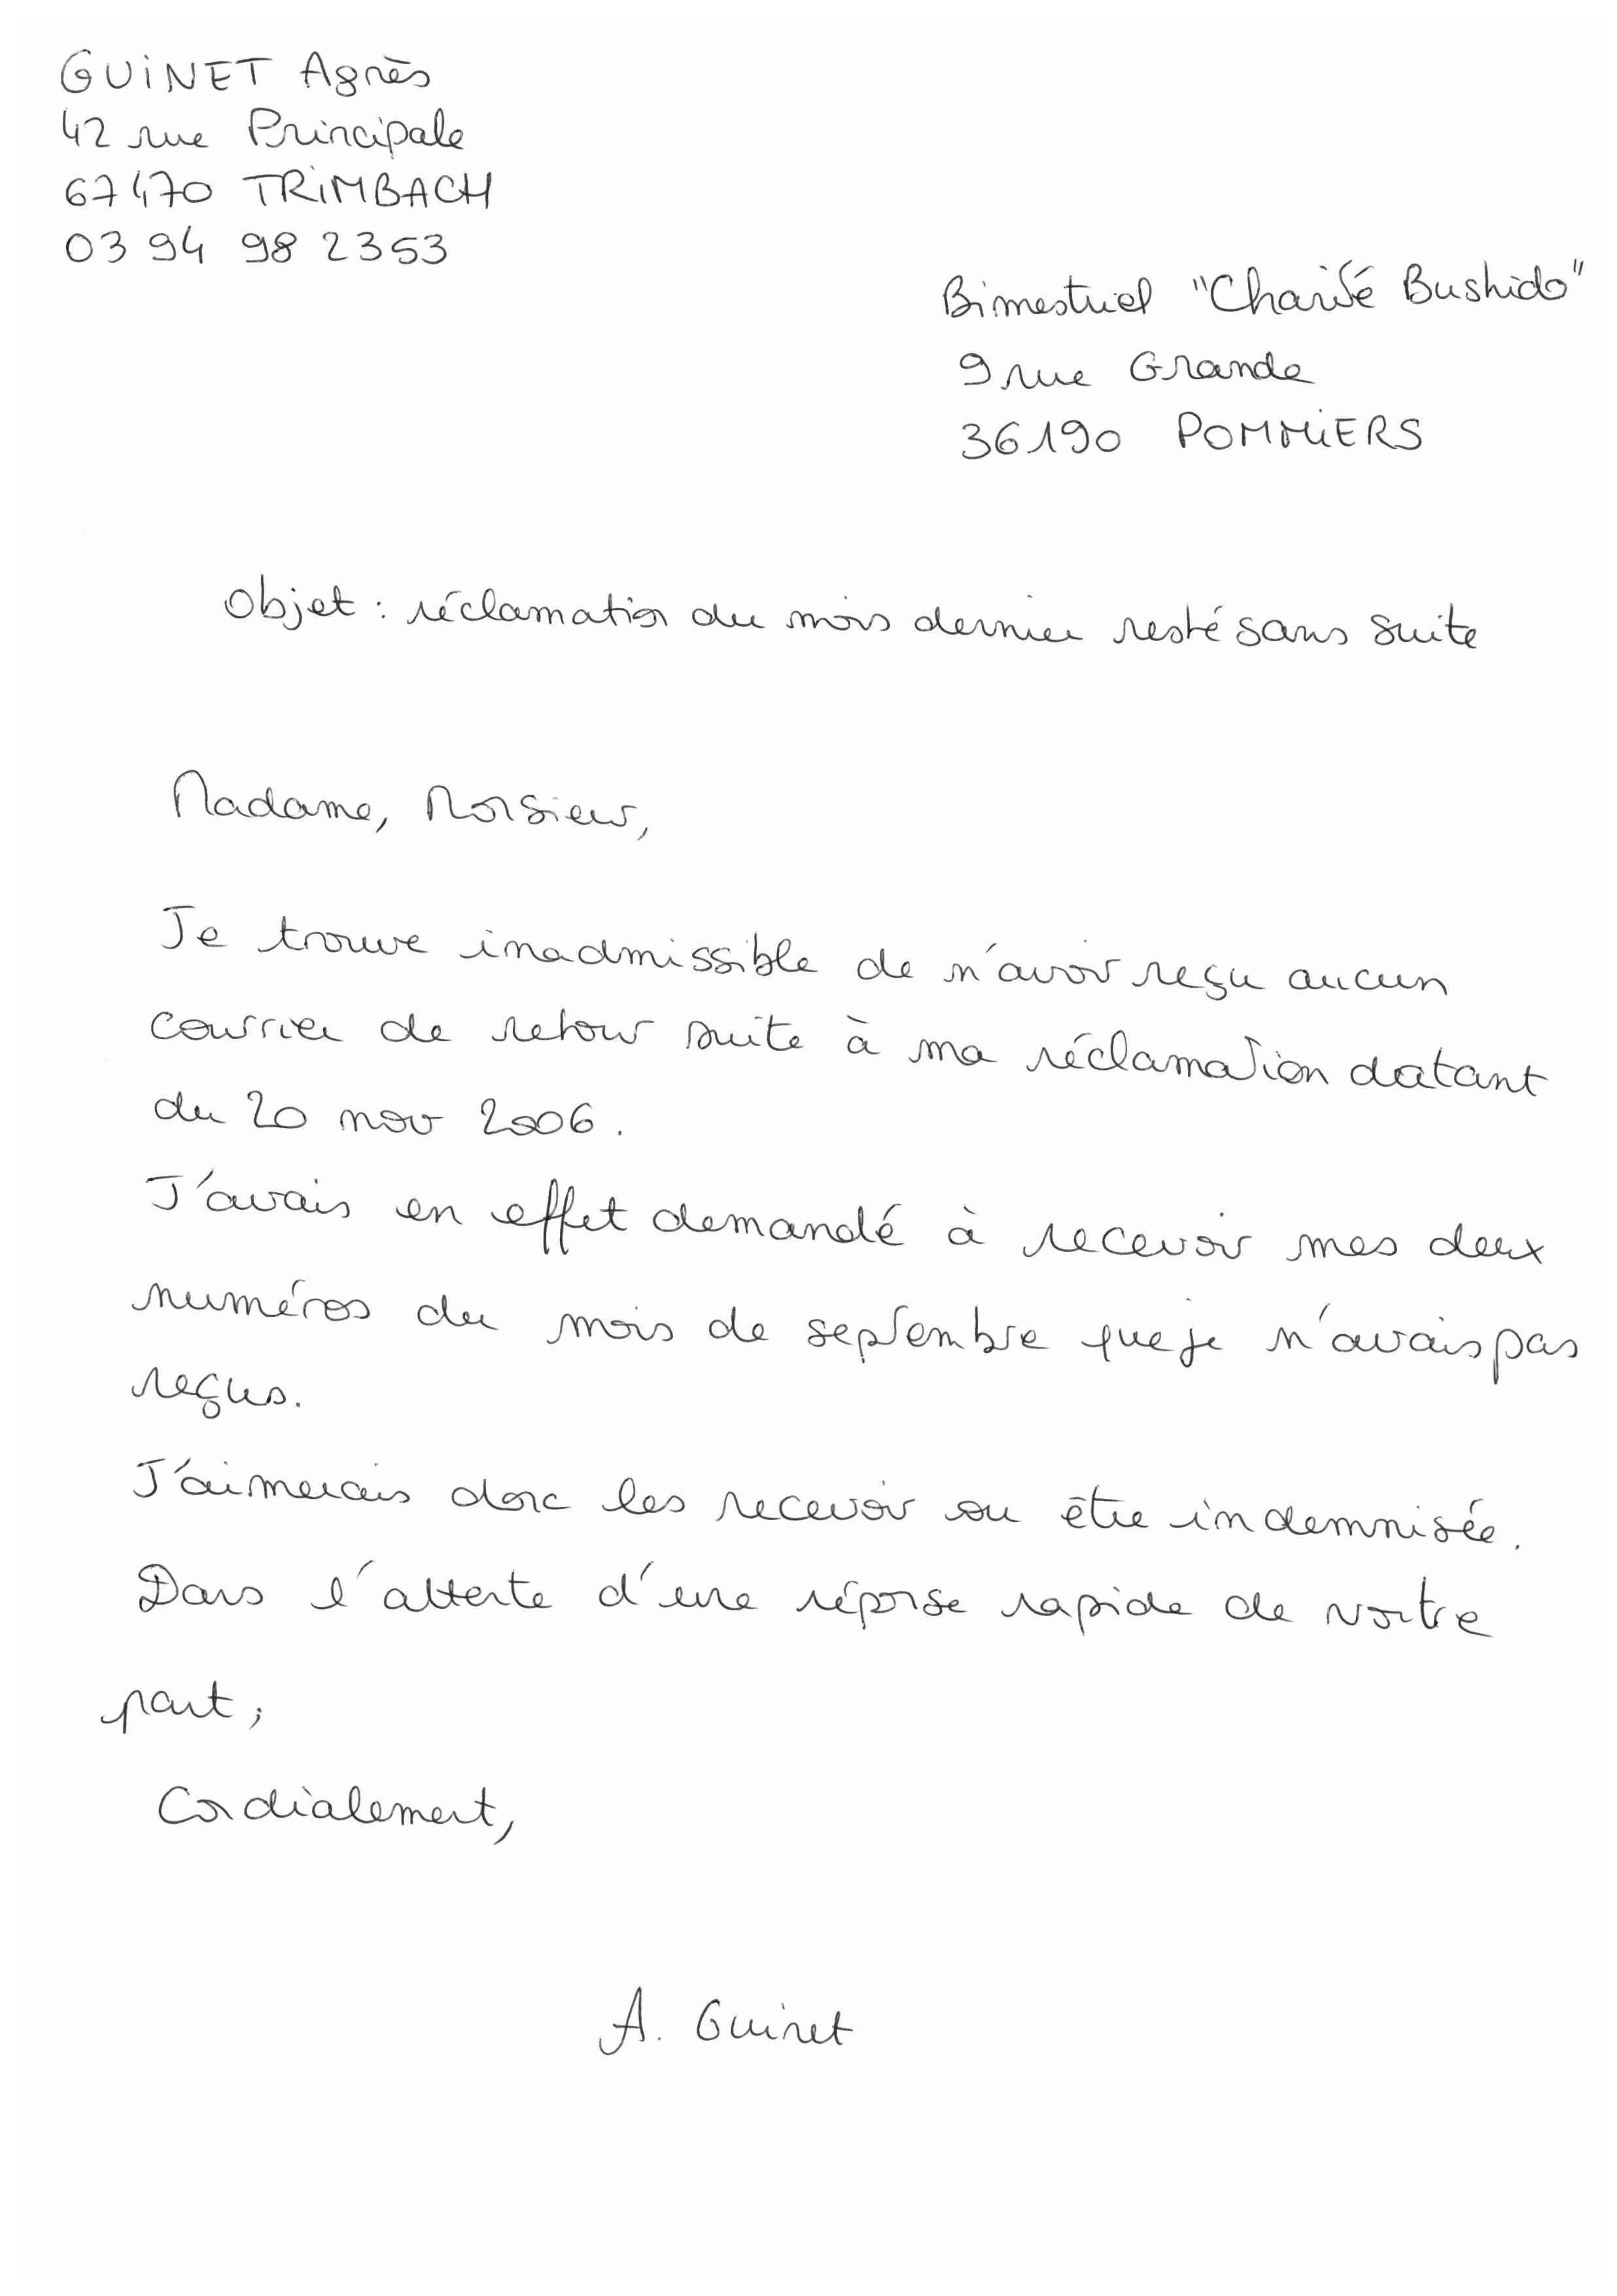 GUINET Agnès
42 rue Principale
67470 TRIMBACH
03 94 98 23 53
Bimestriel "Charité Bushido"
9 rue Grande
36190 POMMIERS
Objet : réclamation du mois dernier resté sans suite
Madame, Monsieur,
Je trouve inadmissible de n'avoir reçu aucun
courrier de retour suite à ma réclamation datant
du 20 nov 2006.
J'avais en effet demandé à recevoir mes deux
numéros du mois de septembre que je n'avais pas
reçus.
J'aimerais donc les recevoir ou être indemnisée.
Dans l'attente d'une réponse rapide de votre
part,
Cordialement,
A. Guinet